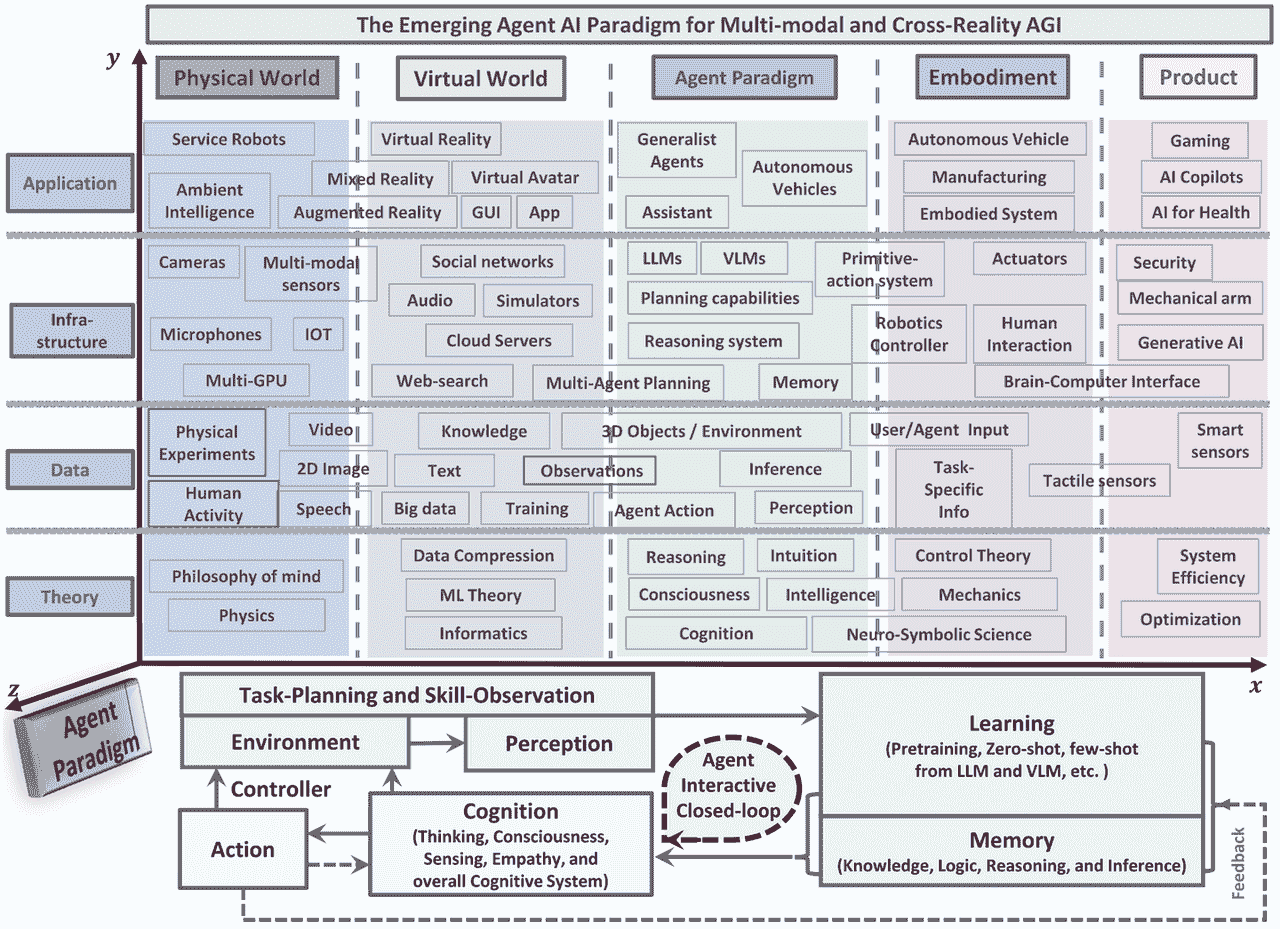 The Emerging Agent AI Paradigm for Multi-modal and Cross-Reality AGI
y
Physical World
Virtual World
Agent Paradigm
Embodiment
Product
Application
Service Robots
Ambient
Intelligence
Virtual Reality
Mixed Reality
Virtual Avatar
Augmented Reality
GUI
App
Generalist
Agents
Autonomous
Vehicles
Assistant
Autonomous Vehicle
Manufacturing
Embodied System
Gaming
AI Copilots
AI for Health
Infra-
structure
Cameras
Multi-modal
sensors
Microphones
IOT
Multi-GPU
Social networks
Audio
Simulators
Cloud Servers
Web-search
Multi-Agent Planning
LLMs
VLMs
Primitive-
action system
Planning capabilities
Reasoning system
Memory
Actuators
Robotics
Controller
Human
Interaction
Brain-Computer Interface
Security
Mechanical arm
Generative AI
Data
Physical
Experiments
Video
2D Image
Human
Activity
Speech
Knowledge
3D Objects / Environment
Text
Observations
Big data
Training
Agent Action
Inference
Perception
User/Agent Input
Task-
Specific
Info
Tactile sensors
Smart
sensors
Theory
Philosophy of mind
Physics
Data Compression
ML Theory
Informatics
Reasoning
Intuition
Consciousness
Intelligence
Cognition
Neuro-Symbolic Science
Control Theory
Mechanics
System
Efficiency
Optimization
z
x
Agent
Paradigm
Task-Planning and Skill-Observation
Environment
Perception
Controller
Action
Cognition
(Thinking, Consciousness,
Sensing, Empathy, and
overall Cognitive System)
Agent
Interactive
Closed-loop
Learning
(Pretraining, Zero-shot, few-shot
from LLM and VLM, etc. )
Memory
(Knowledge, Logic, Reasoning, and Inference)
Feedback